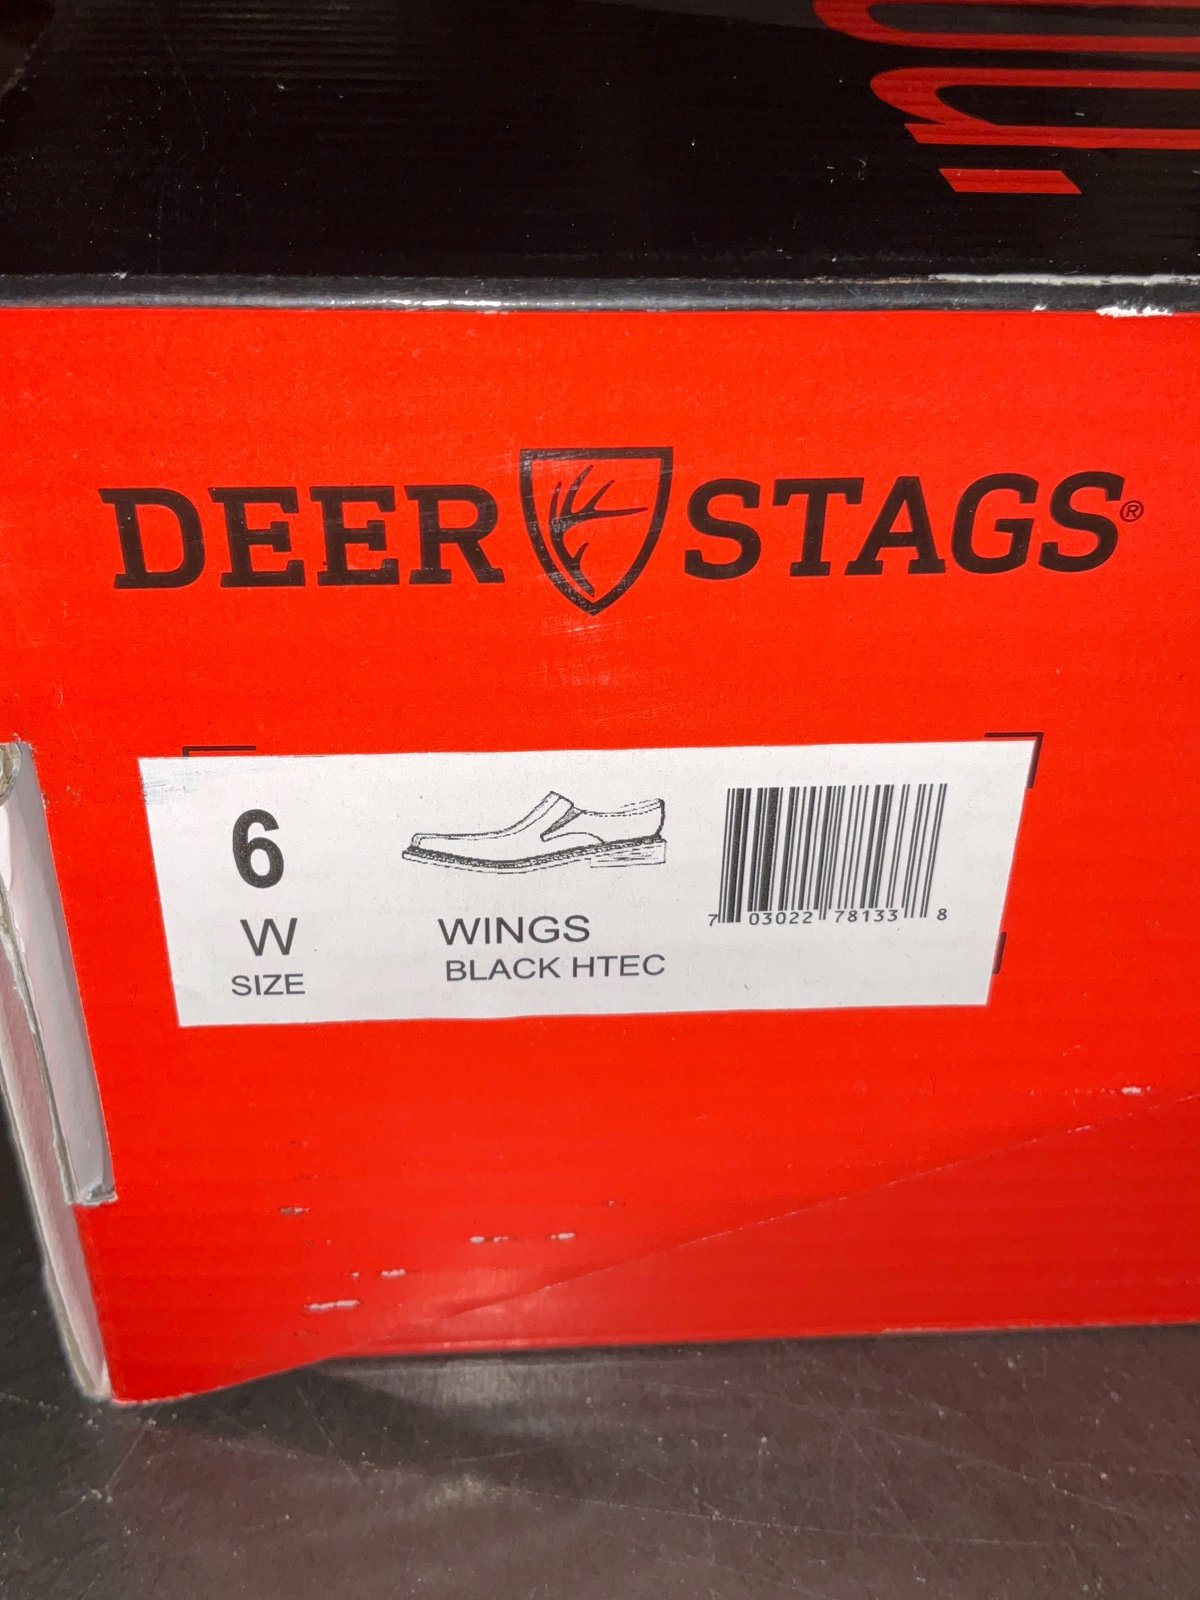 DEER STAGS®
6
W
SIZE
WINGS
BLACK HTEC
7 03022 78133 8